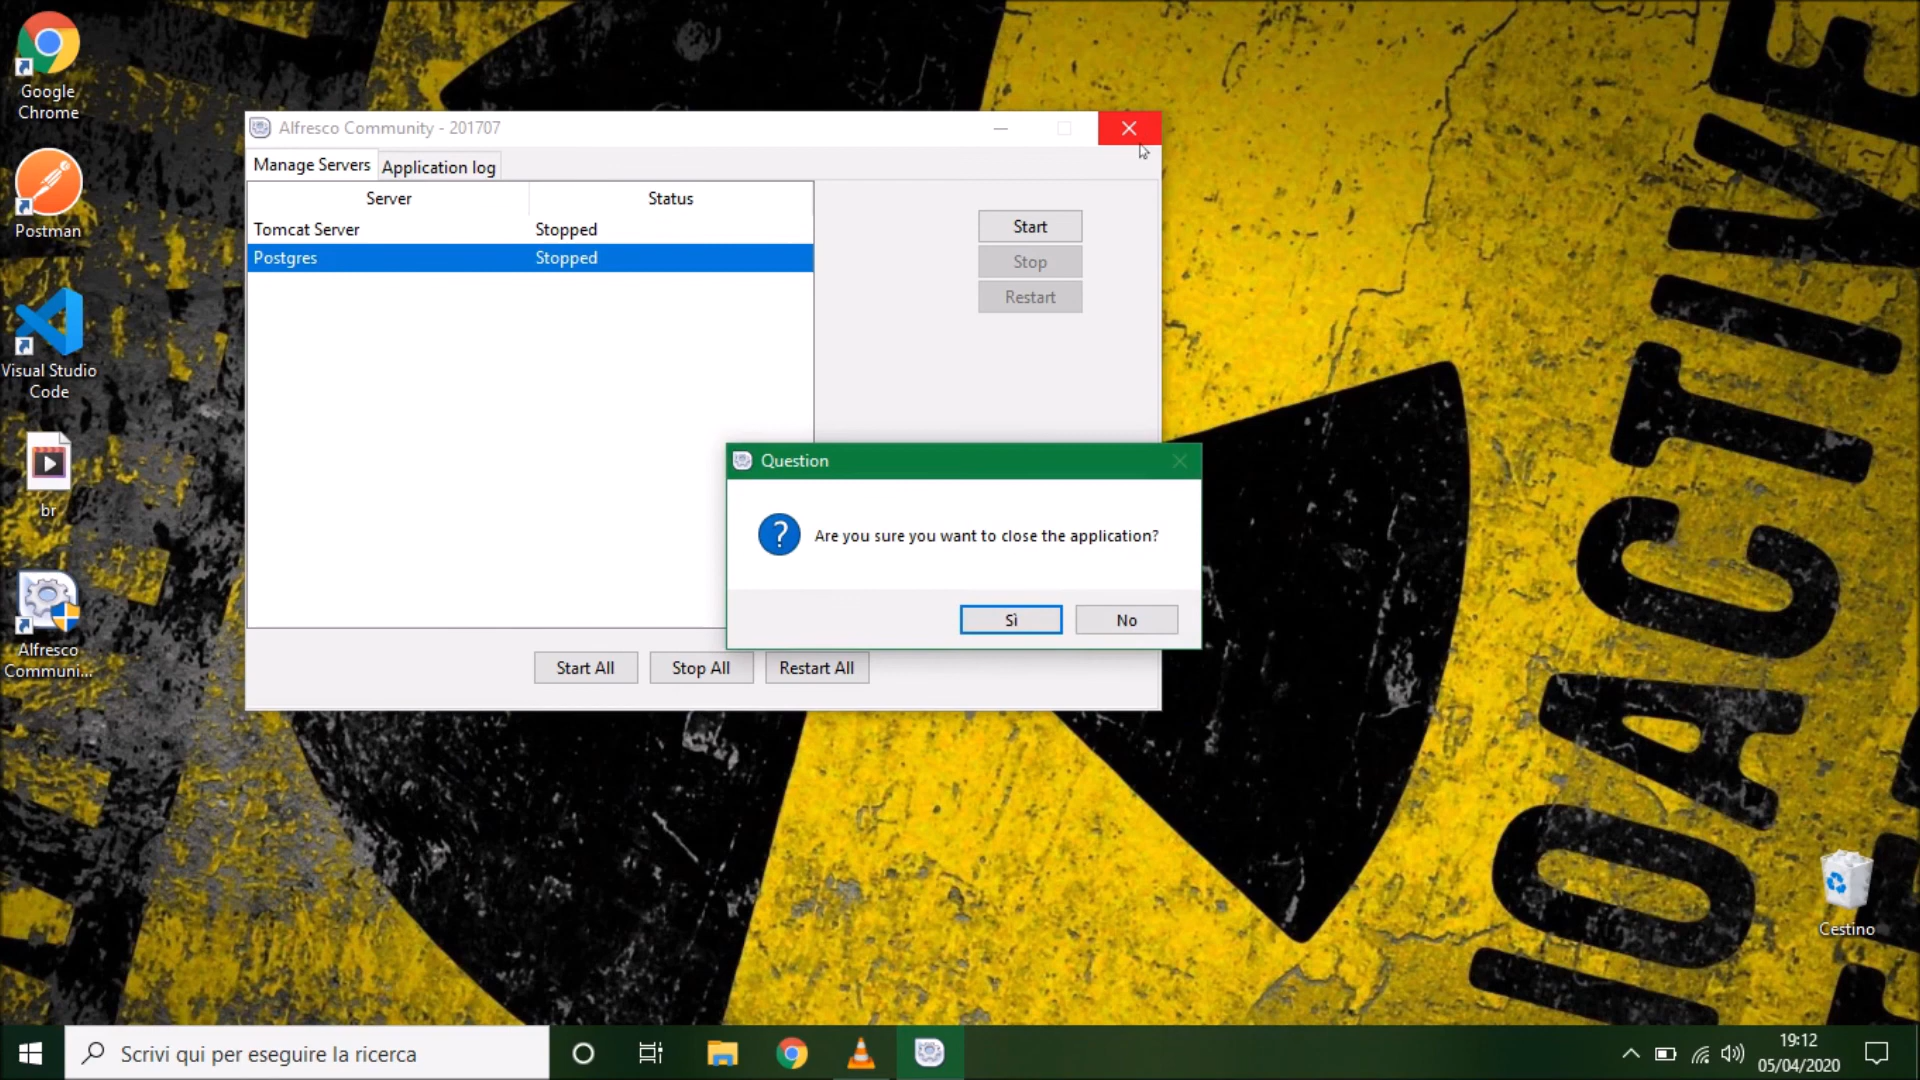 Google
Chrome
Postman
Visual Studio
Code
br
Alfresco
Communi...
Alfresco Community - 201707
Manage Servers
Application log
Server Status
Tomcat Server Stopped
Postgres Stopped
Start
Stop
Restart
Question
Are you sure you want to close the application?
Sì No
Start All Stop All Restart All
OACTIVE
Cestino
Scrivi qui per eseguire la ricerca
19:12
05/04/2020